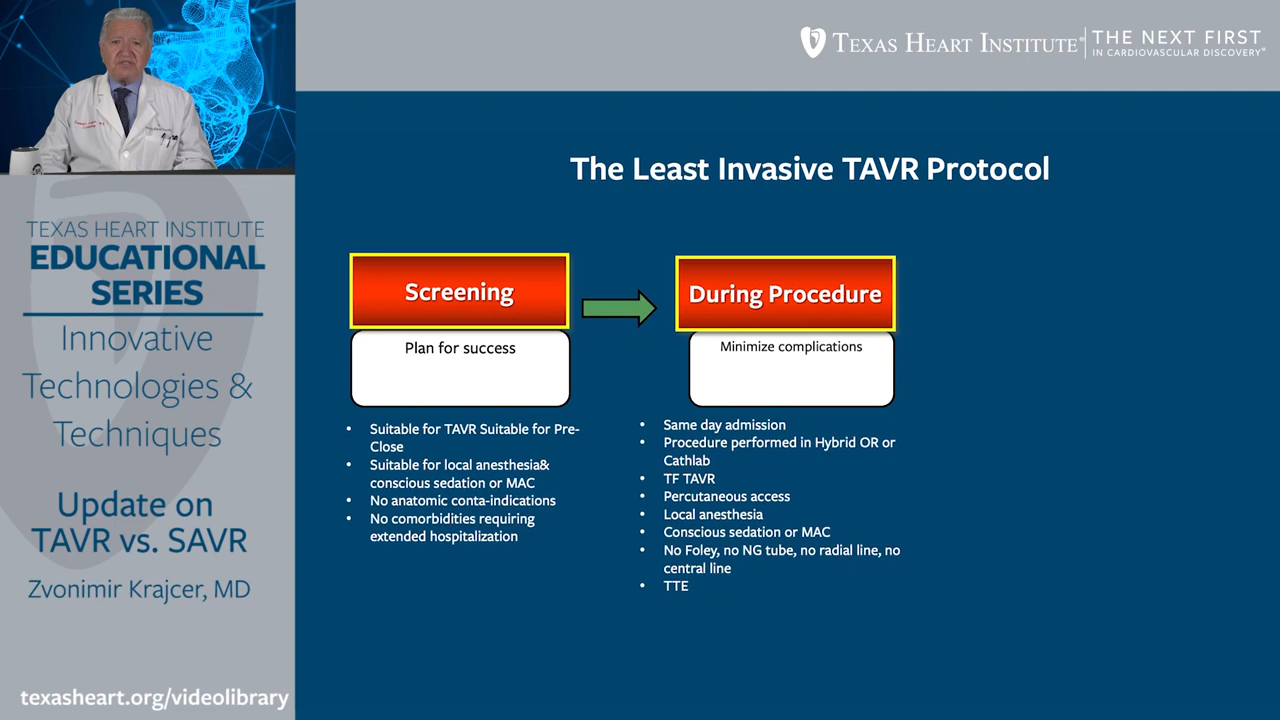 TEXAS HEART INSTITUTE®
THE NEXT FIRST
IN CARDIOVASCULAR DISCOVERY®
TEXAS HEART INSTITUTE
EDUCATIONAL
SERIES
Innovative
Technologies &
Techniques
Update on
TAVR vs. SAVR
Zvonimir Krajcer, MD
texasheart.org/videolibrary
The Least Invasive TAVR Protocol
Screening
Plan for success
• Suitable for TAVR Suitable for Pre-
Close
• Suitable for local anesthesia&
conscious sedation or MAC
• No anatomic conta-indications
• No comorbidities requiring
extended hospitalization
During Procedure
Minimize complications
• Same day admission
• Procedure performed in Hybrid OR or
Cathlab
• TF TAVR
• Percutaneous access
• Local anesthesia
• Conscious sedation or MAC
• No Foley, no NG tube, no radial line, no
central line
• TTE